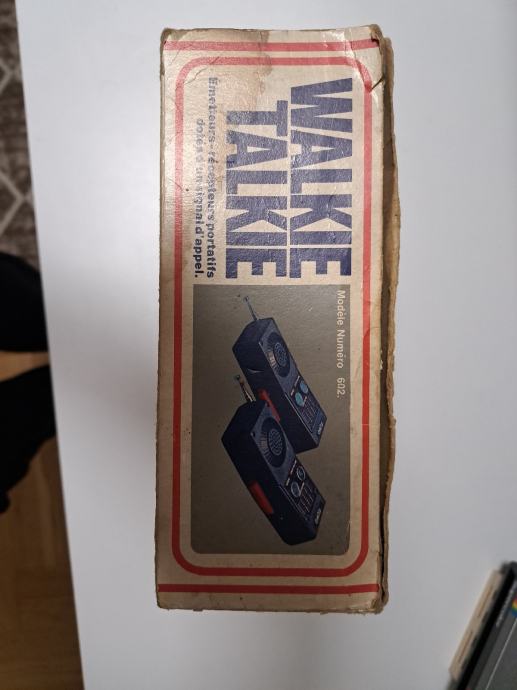 WALKIE
TALKIE
Emetteurs-récepteurs portatifs
dotés d'un signal d'appel.
Modèle Numéro 602.